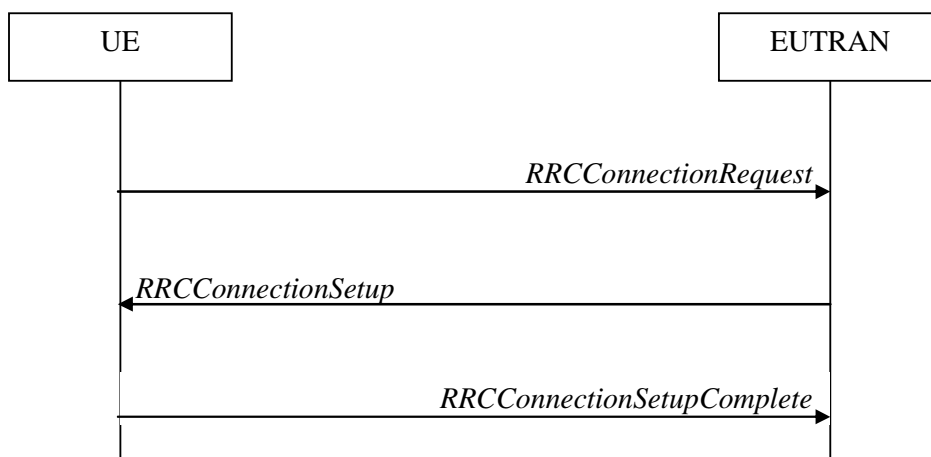 UE
EUTRAN
RRCConnectionRequest
RRCConnectionSetup
RRCConnectionSetupComplete